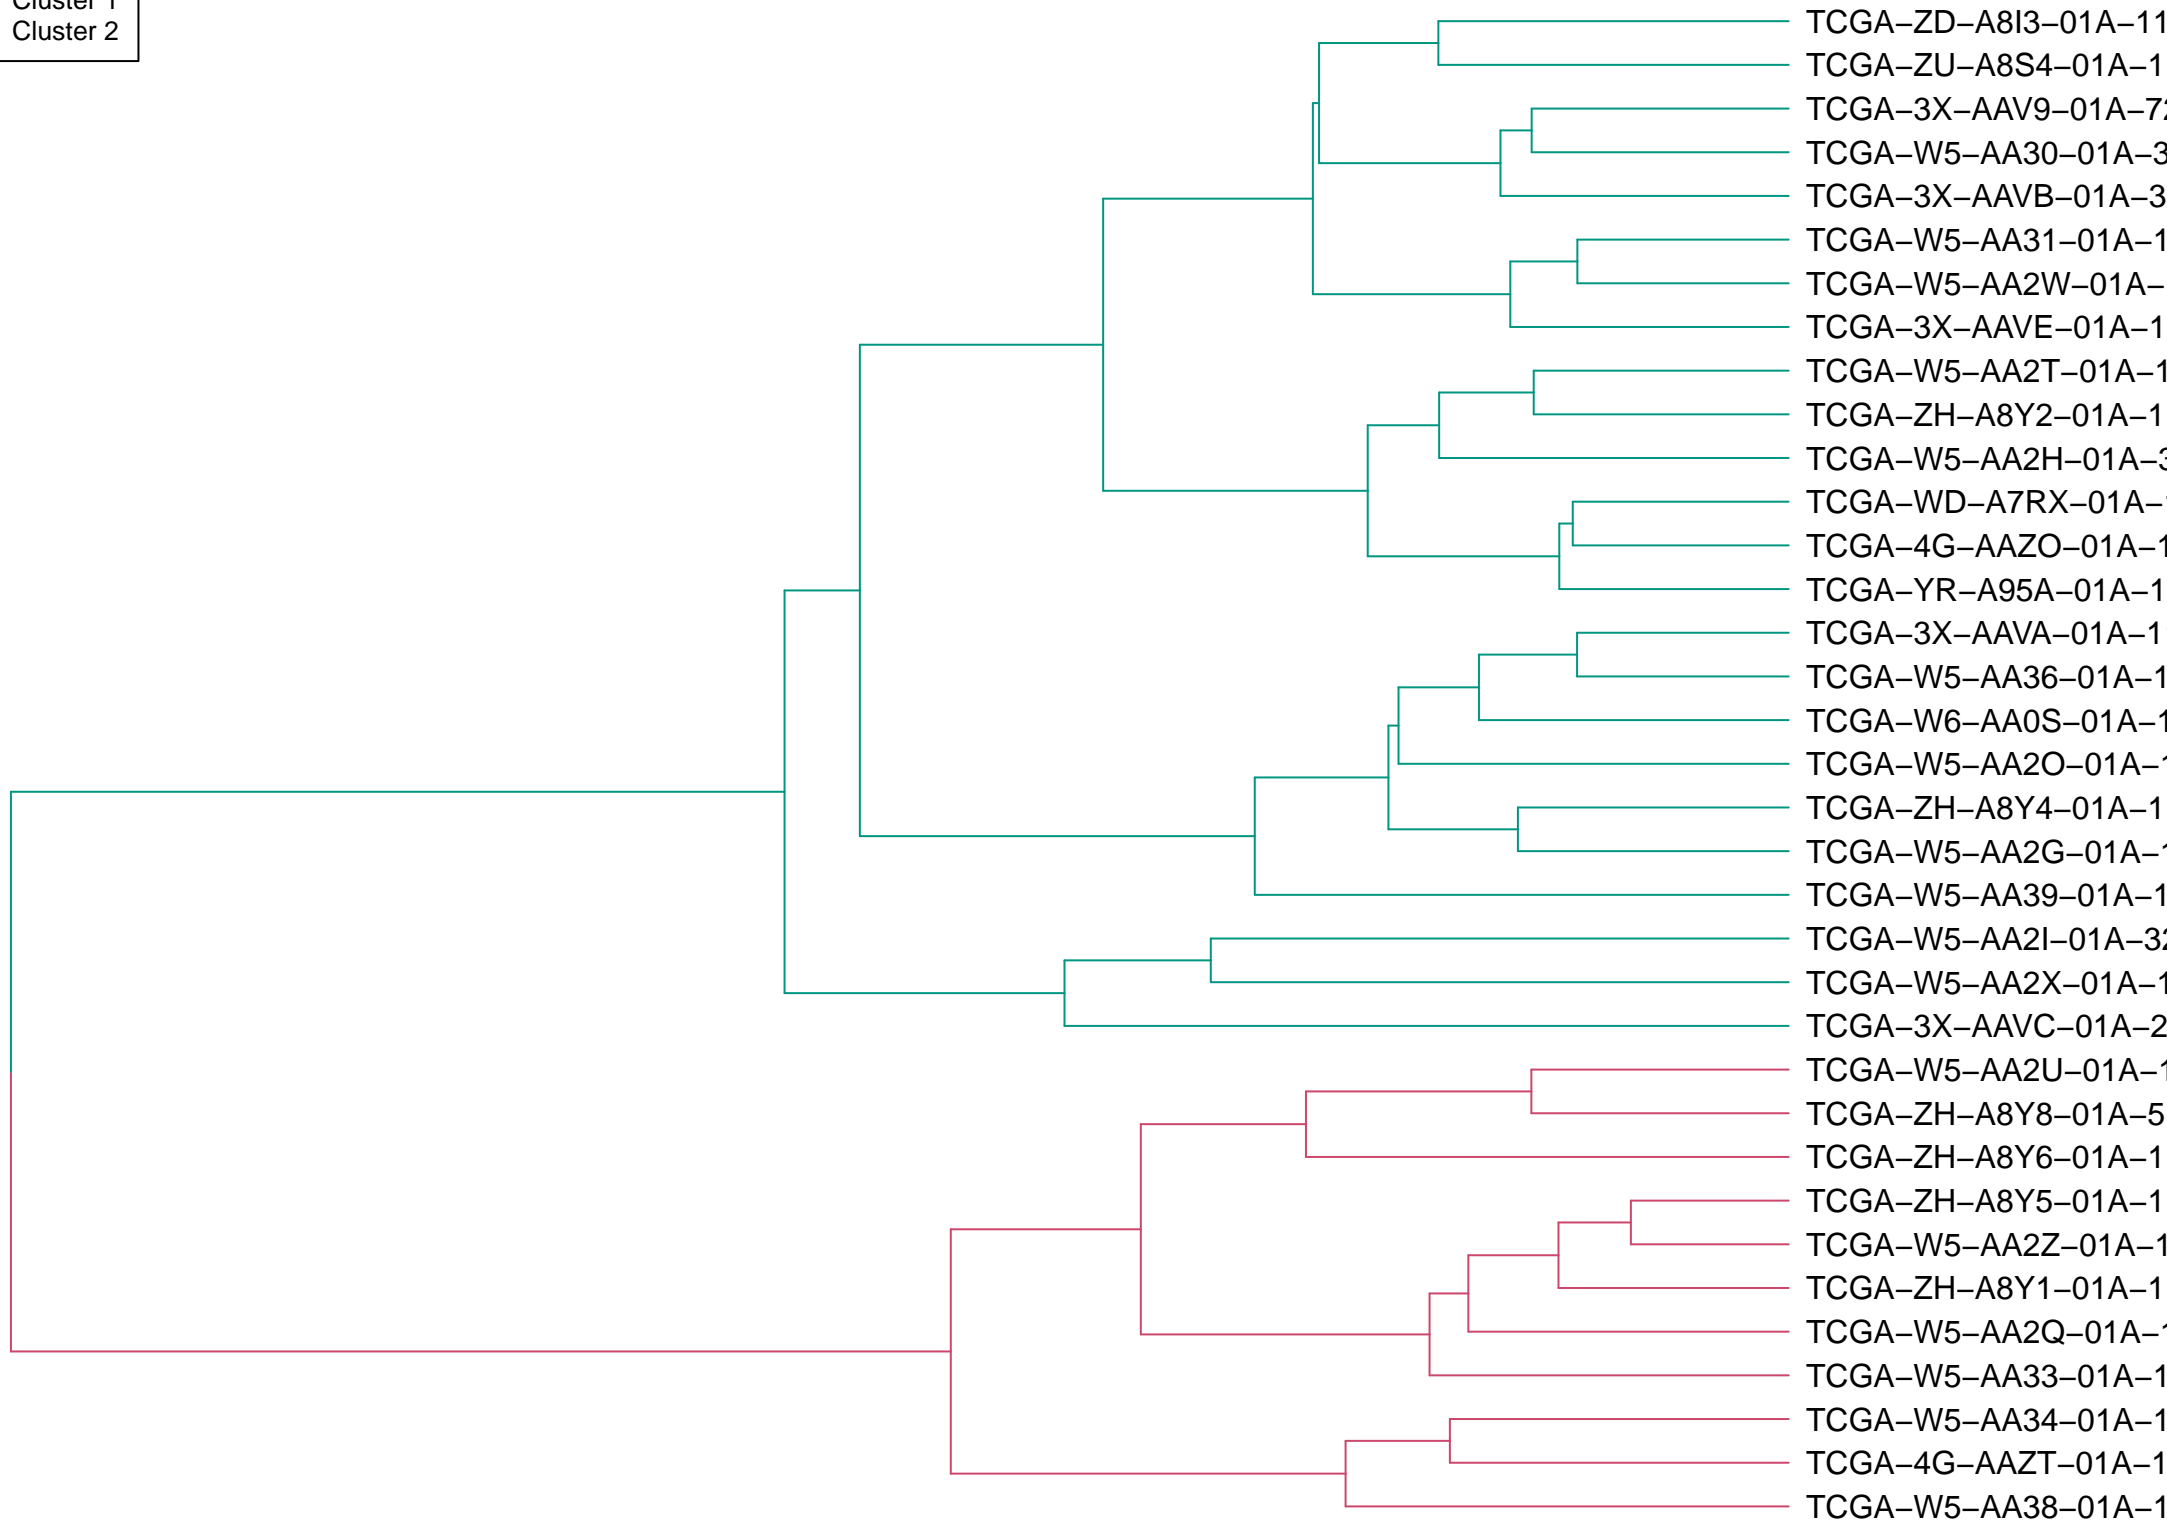 Cluster 1
Cluster 2
TCGA–ZD–A8I3–01A–11
TCGA–ZU–A8S4–01A–1
TCGA–3X–AAV9–01A–72
TCGA–W5–AA30–01A–3
TCGA–3X–AAVB–01A–3
TCGA–W5–AA31–01A–1
TCGA–W5–AA2W–01A–
TCGA–3X–AAVE–01A–1
TCGA–W5–AA2T–01A–1
TCGA–ZH–A8Y2–01A–1
TCGA–W5–AA2H–01A–3
TCGA–WD–A7RX–01A–1
TCGA–4G–AAZO–01A–1
TCGA–YR–A95A–01A–1
TCGA–3X–AAVA–01A–1
TCGA–W5–AA36–01A–1
TCGA–W6–AA0S–01A–1
TCGA–W5–AA2O–01A–1
TCGA–ZH–A8Y4–01A–1
TCGA–W5–AA2G–01A–1
TCGA–W5–AA39–01A–1
TCGA–W5–AA2I–01A–32
TCGA–W5–AA2X–01A–1
TCGA–3X–AAVC–01A–2
TCGA–W5–AA2U–01A–1
TCGA–ZH–A8Y8–01A–5
TCGA–ZH–A8Y6–01A–1
TCGA–ZH–A8Y5–01A–1
TCGA–W5–AA2Z–01A–1
TCGA–ZH–A8Y1–01A–1
TCGA–W5–AA2Q–01A–1
TCGA–W5–AA33–01A–1
TCGA–W5–AA34–01A–1
TCGA–4G–AAZT–01A–1
TCGA–W5–AA38–01A–1